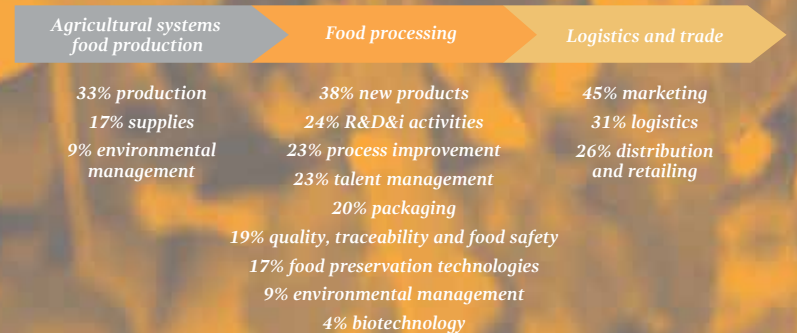 Agricultural systems
food production
Food processing
Logistics and trade
33% production
17% supplies
9% environmental
management
38% new products
24% R&D&i activities
23% process improvement
23% talent management
20% packaging
19% quality, traceability and food safety
17% food preservation technologies
9% environmental management
4% biotechnology
45% marketing
31% logistics
26% distribution
and retailing